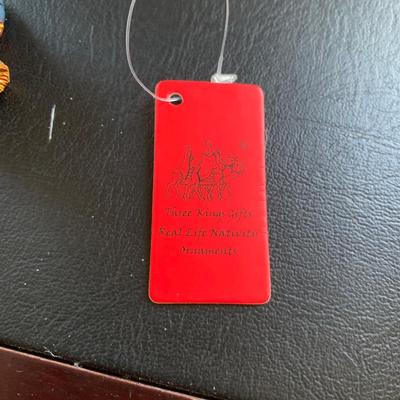 Three Kings Gifts
Real Life Nativity
Ornaments